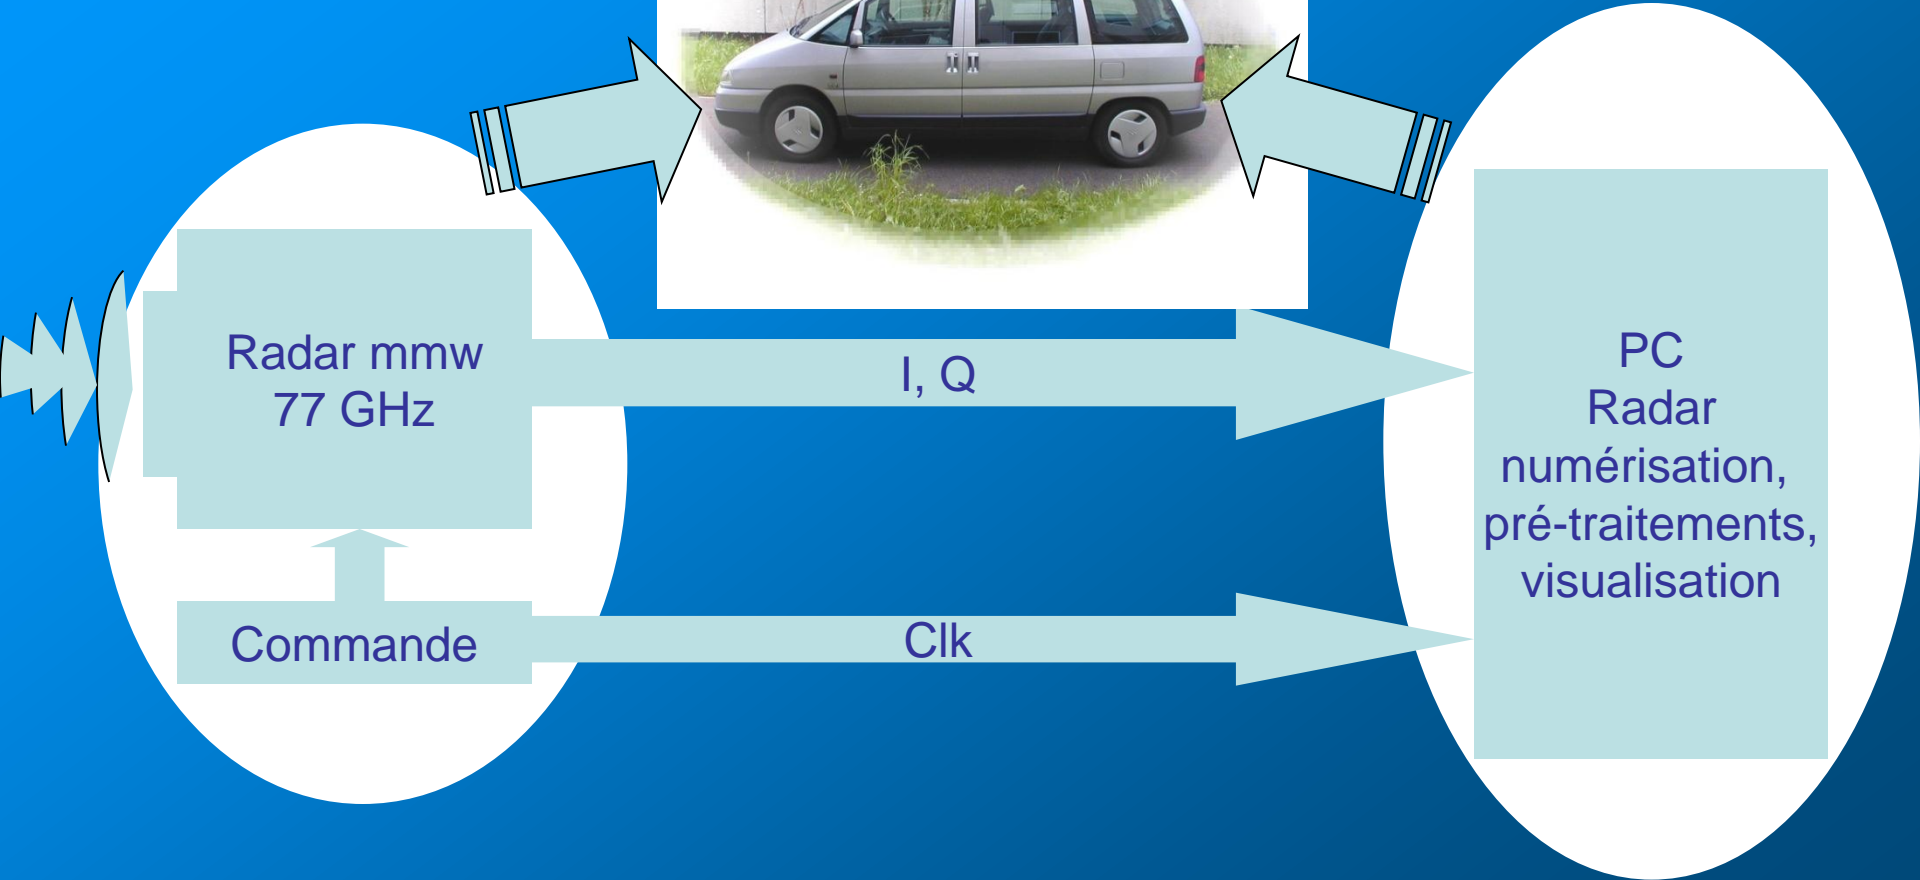 Radar mmw
77 GHz
I, Q
PC
Radar
numérisation,
pré-traitements,
visualisation
Commande
Clk